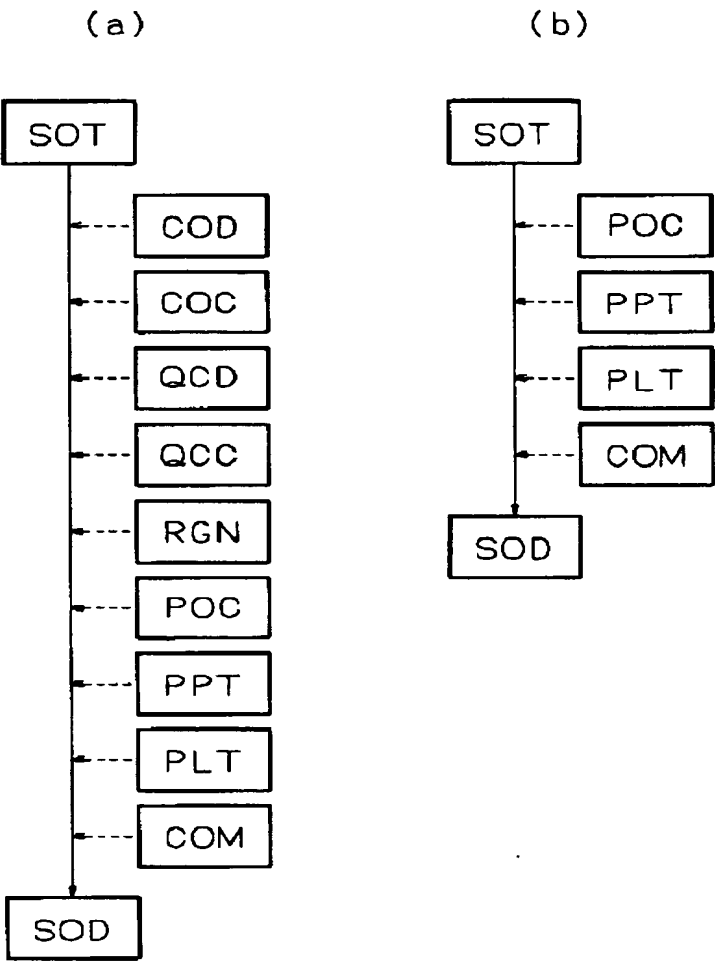 (a)
SOT
COD
COC
QCD
QCC
RGN
POC
PPT
PLT
COM
SOD
(b)
SOT
POC
PPT
PLT
COM
SOD